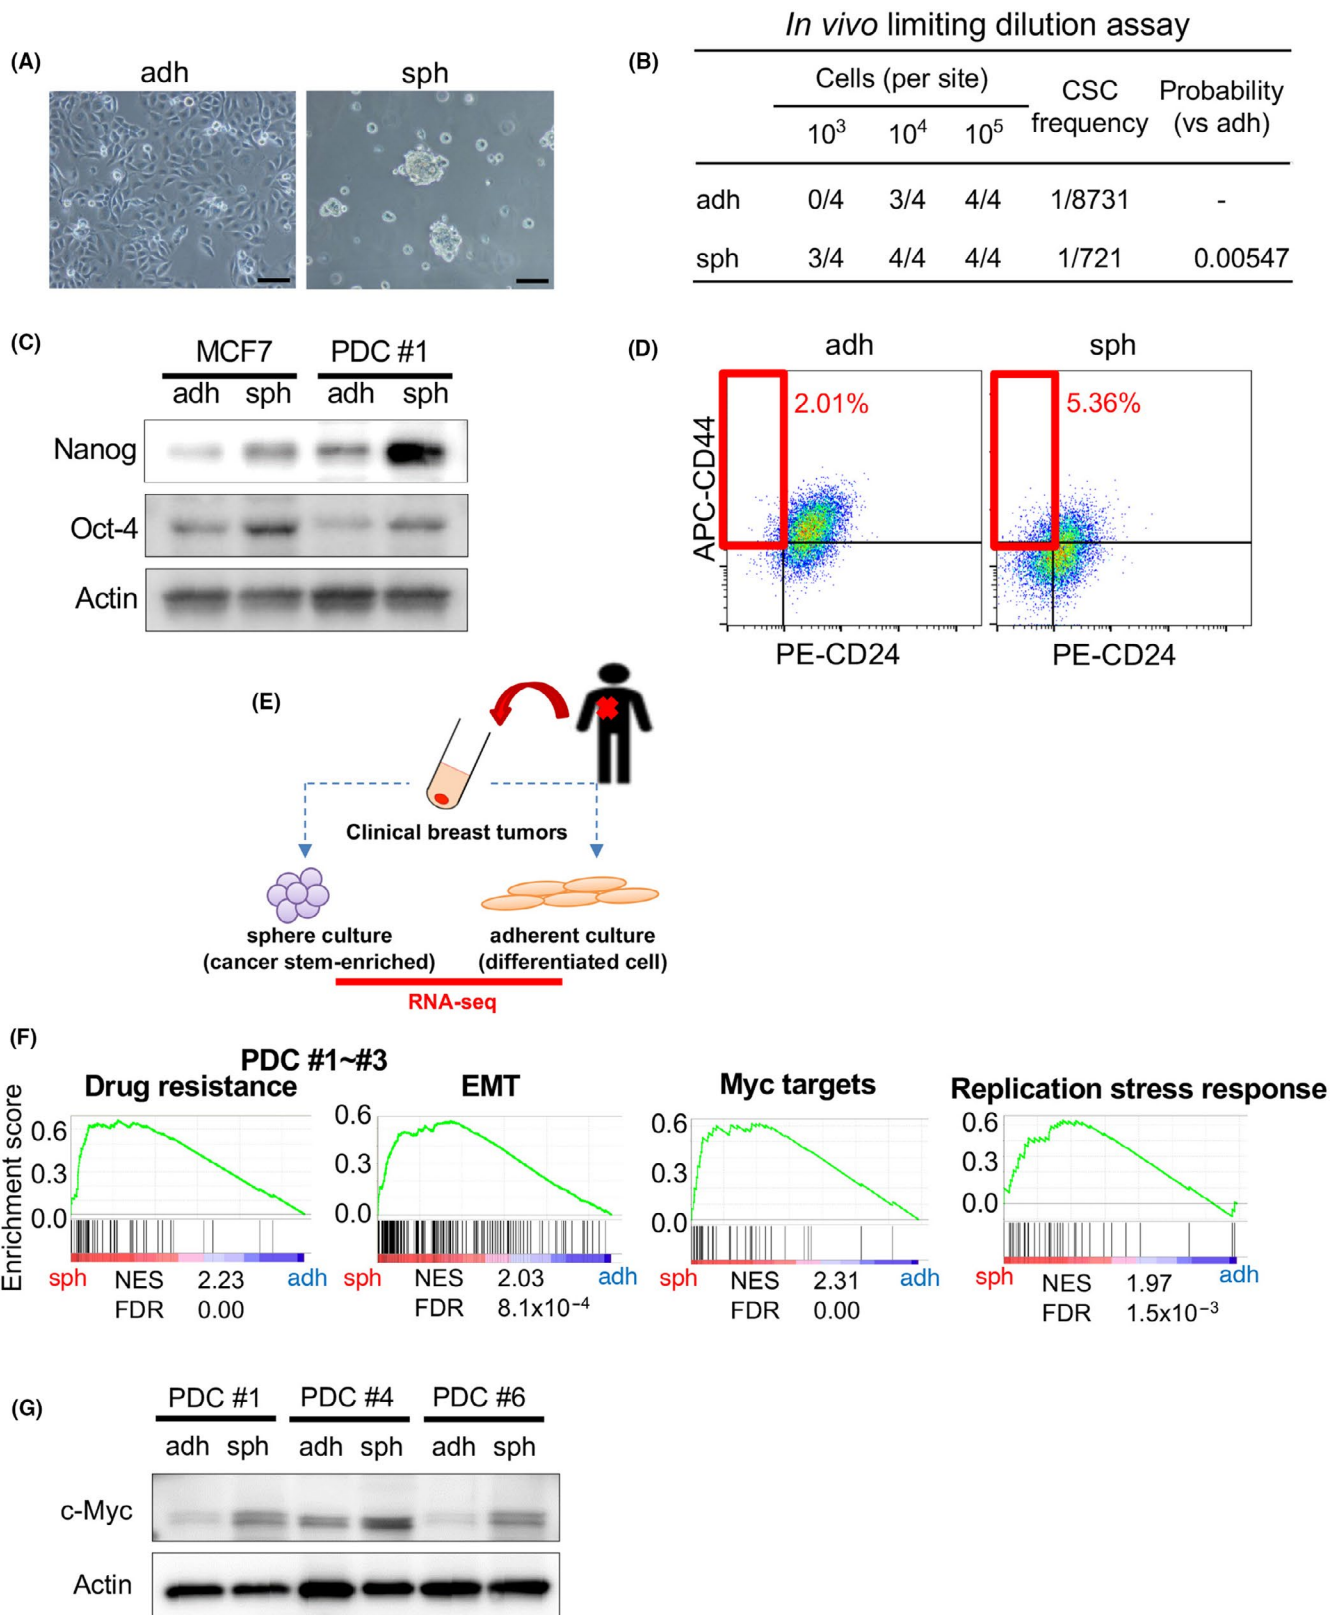 (A)
adh
sph
(B)
In vivo limiting dilution assay
Cells (per site)
CSC frequency
Probability (vs adh)
10³ 10⁴ 10⁵
adh 0/4 3/4 4/4 1/8731 -
sph 3/4 4/4 4/4 1/721 0.00547
(C)
MCF7 PDC #1
adh sph adh sph
Nanog
Oct-4
Actin
(D)
adh sph
2.01% 5.36%
APC-CD44
PE-CD24 PE-CD24
(E)
Clinical breast tumors
sphere culture
(cancer stem-enriched)
adherent culture
(differentiated cell)
RNA-seq
(F)
PDC #1~#3
Drug resistance
EMT
Myc targets
Replication stress response
Enrichment score
0.6
0.3
0.0
sph adh
NES 2.23
FDR 0.00
0.6
0.3
0.0
sph adh
NES 2.03
FDR 8.1x10⁻⁴
0.6
0.3
0.0
sph adh
NES 2.31
FDR 0.00
0.6
0.3
0.0
sph adh
NES 1.97
FDR 1.5x10⁻³
(G)
PDC #1 PDC #4 PDC #6
adh sph adh sph adh sph
c-Myc
Actin